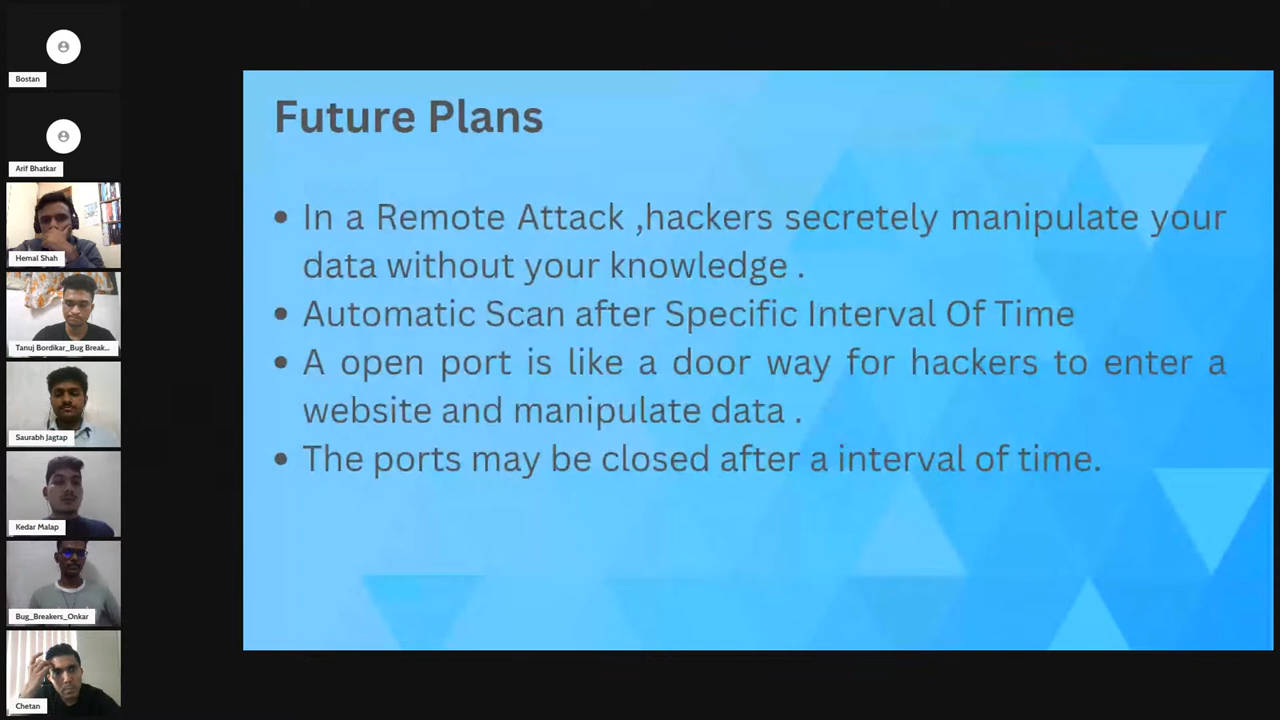 Bostan
Arif Bhatkar
Hemal Shah
Tanuj Bordikar_Bug Break...
Saurabh Jagtap
Kedar Malap
Bug_Breakers_Onkar
Chetan
Future Plans
• In a Remote Attack ,hackers secretely manipulate your
data without your knowledge .
• Automatic Scan after Specific Interval Of Time
• A open port is like a door way for hackers to enter a
website and manipulate data .
• The ports may be closed after a interval of time.